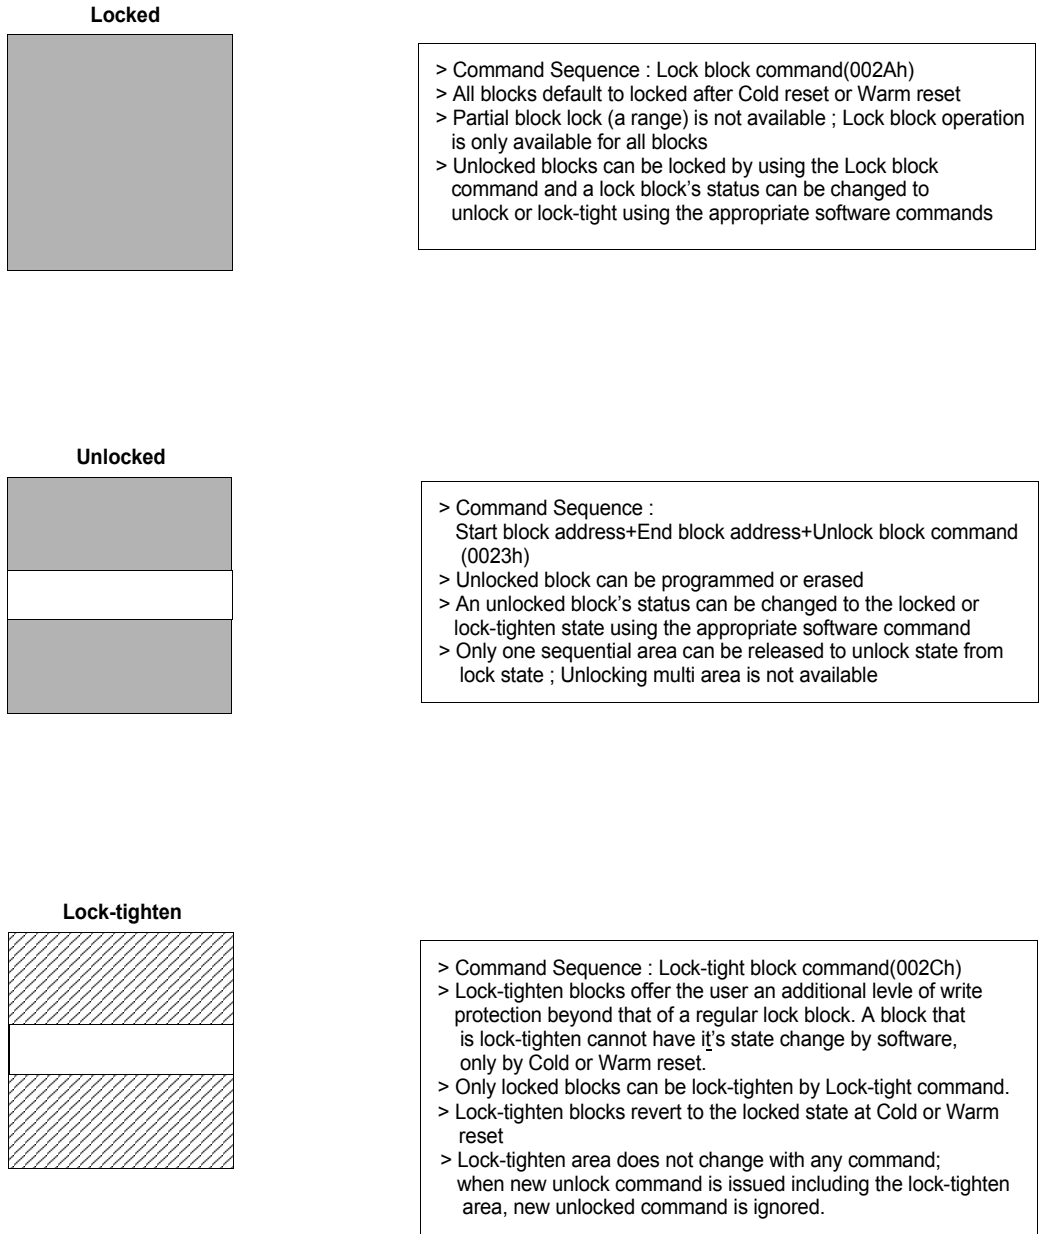 Locked
> Command Sequence : Lock block command(002Ah)
> All blocks default to locked after Cold reset or Warm reset
> Partial block lock (a range) is not available ; Lock block operation
is only available for all blocks
> Unlocked blocks can be locked by using the Lock block
command and a lock block’s status can be changed to
unlock or lock-tight using the appropriate software commands
Unlocked
> Command Sequence :
Start block address+End block address+Unlock block command
(0023h)
> Unlocked block can be programmed or erased
> An unlocked block’s status can be changed to the locked or
lock-tighten state using the appropriate software command
> Only one sequential area can be released to unlock state from
lock state ; Unlocking multi area is not available
Lock-tighten
> Command Sequence : Lock-tight block command(002Ch)
> Lock-tighten blocks offer the user an additional levle of write
protection beyond that of a regular lock block. A block that
is lock-tighten cannot have it’s state change by software,
only by Cold or Warm reset.
> Only locked blocks can be lock-tighten by Lock-tight command.
> Lock-tighten blocks revert to the locked state at Cold or Warm
reset
> Lock-tighten area does not change with any command;
when new unlock command is issued including the lock-tighten
area, new unlocked command is ignored.